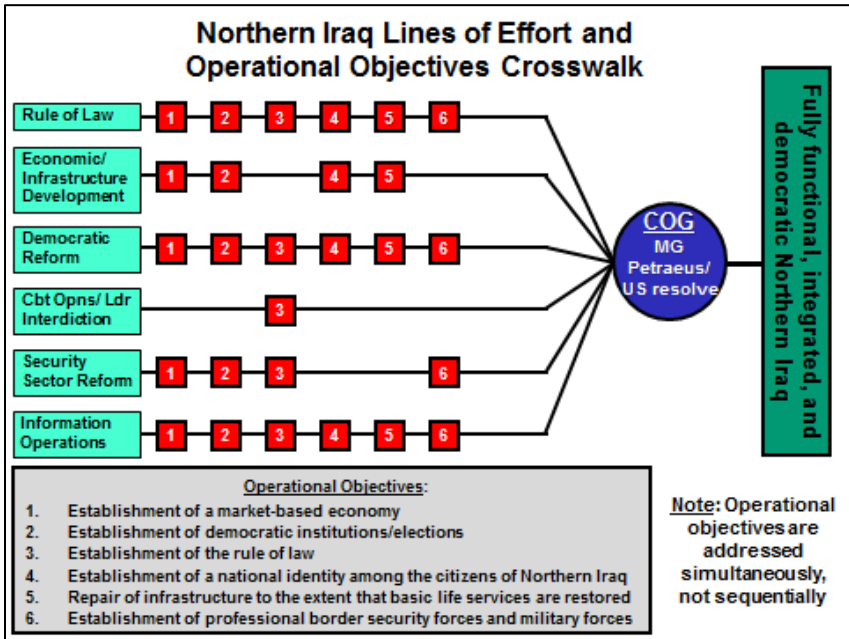 Northern Iraq Lines of Effort and
Operational Objectives Crosswalk
Rule of Law
1 2 3 4 5 6
Economic/
Infrastructure
Development
1 2 4 5
Democratic
Reform
1 2 3 4 5 6
Cbt Opns/ Ldr
Interdiction
3
Security
Sector Reform
1 2 3 6
Information
Operations
1 2 3 4 5 6
COG
MG
Petraeus/
US resolve
Fully functional, integrated, and
democratic Northern Iraq
Operational Objectives:
1. Establishment of a market-based economy
2. Establishment of democratic institutions/elections
3. Establishment of the rule of law
4. Establishment of a national identity among the citizens of Northern Iraq
5. Repair of infrastructure to the extent that basic life services are restored
6. Establishment of professional border security forces and military forces
Note: Operational
objectives are
addressed
simultaneously,
not sequentially